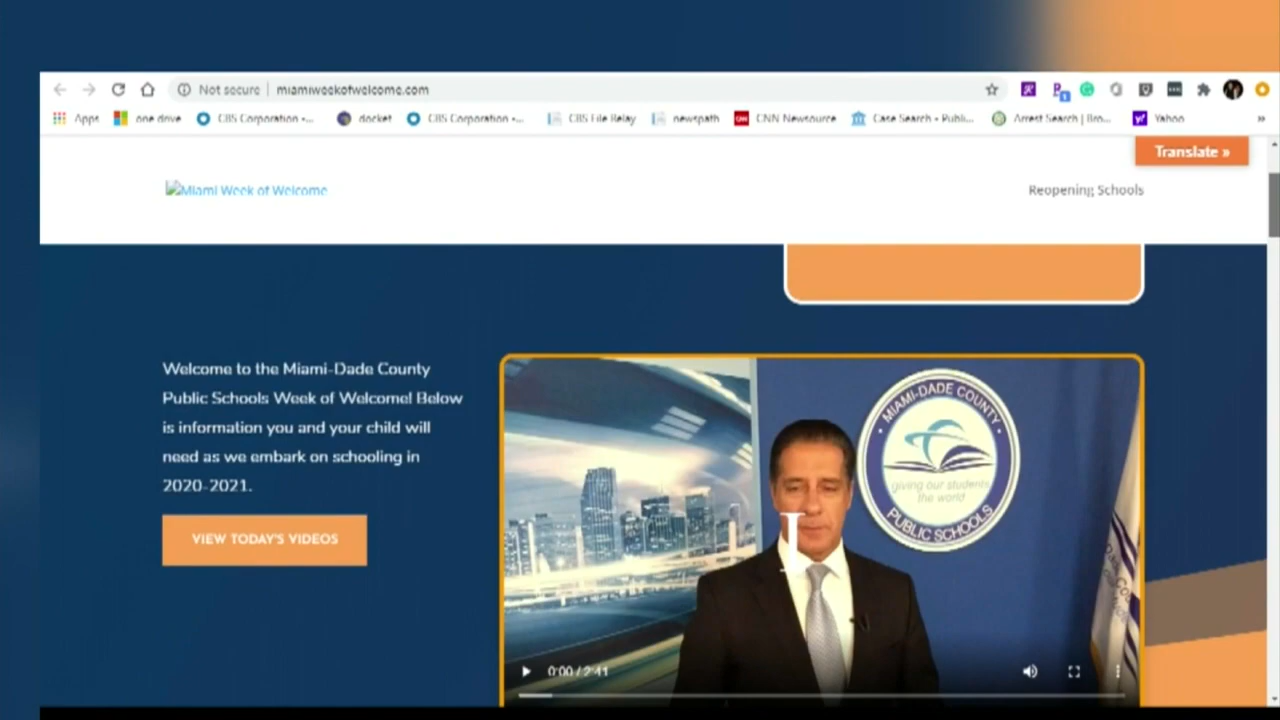 Not secure | miamiweekofwelcome.com
Apps one drive CBS Corporation •... docket CBS Corporation •... CBS File Relay newspath CNN Newsource Case Search • Publi... Arrest Search | Bro... Yahoo »
Translate »
Miami Week of Welcome
Reopening Schools
Welcome to the Miami-Dade County
Public Schools Week of Welcome! Below
is information you and your child will
need as we embark on schooling in
2020-2021.
VIEW TODAY'S VIDEOS
MIAMI-DADE COUNTY
giving our students
the world
PUBLIC SCHOOLS
0:00 / 2:41